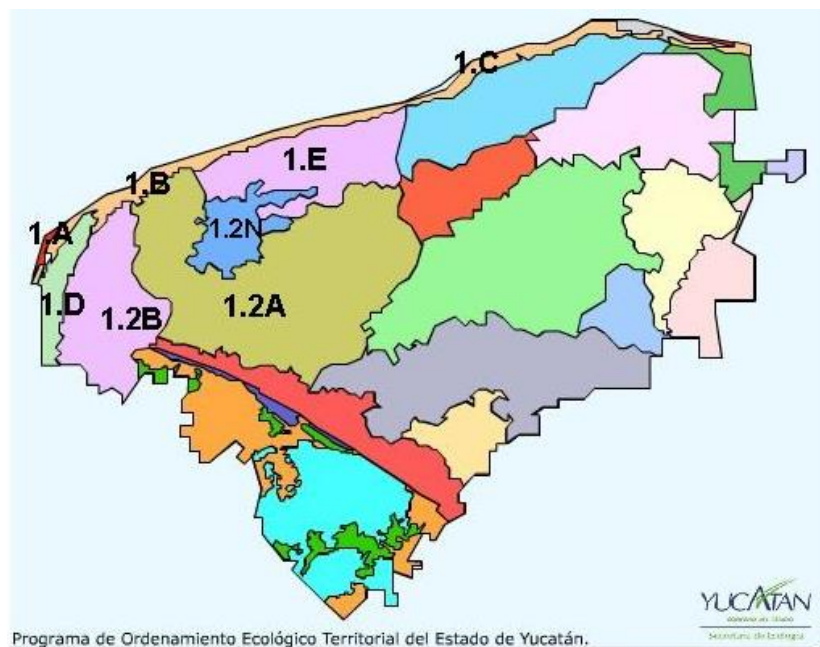 1.C
1.E
1.B
1.A
1.2N
1.D
1.2B
1.2A
YUCATAN
Programa de Ordenamiento Ecológico Territorial del Estado de Yucatán.